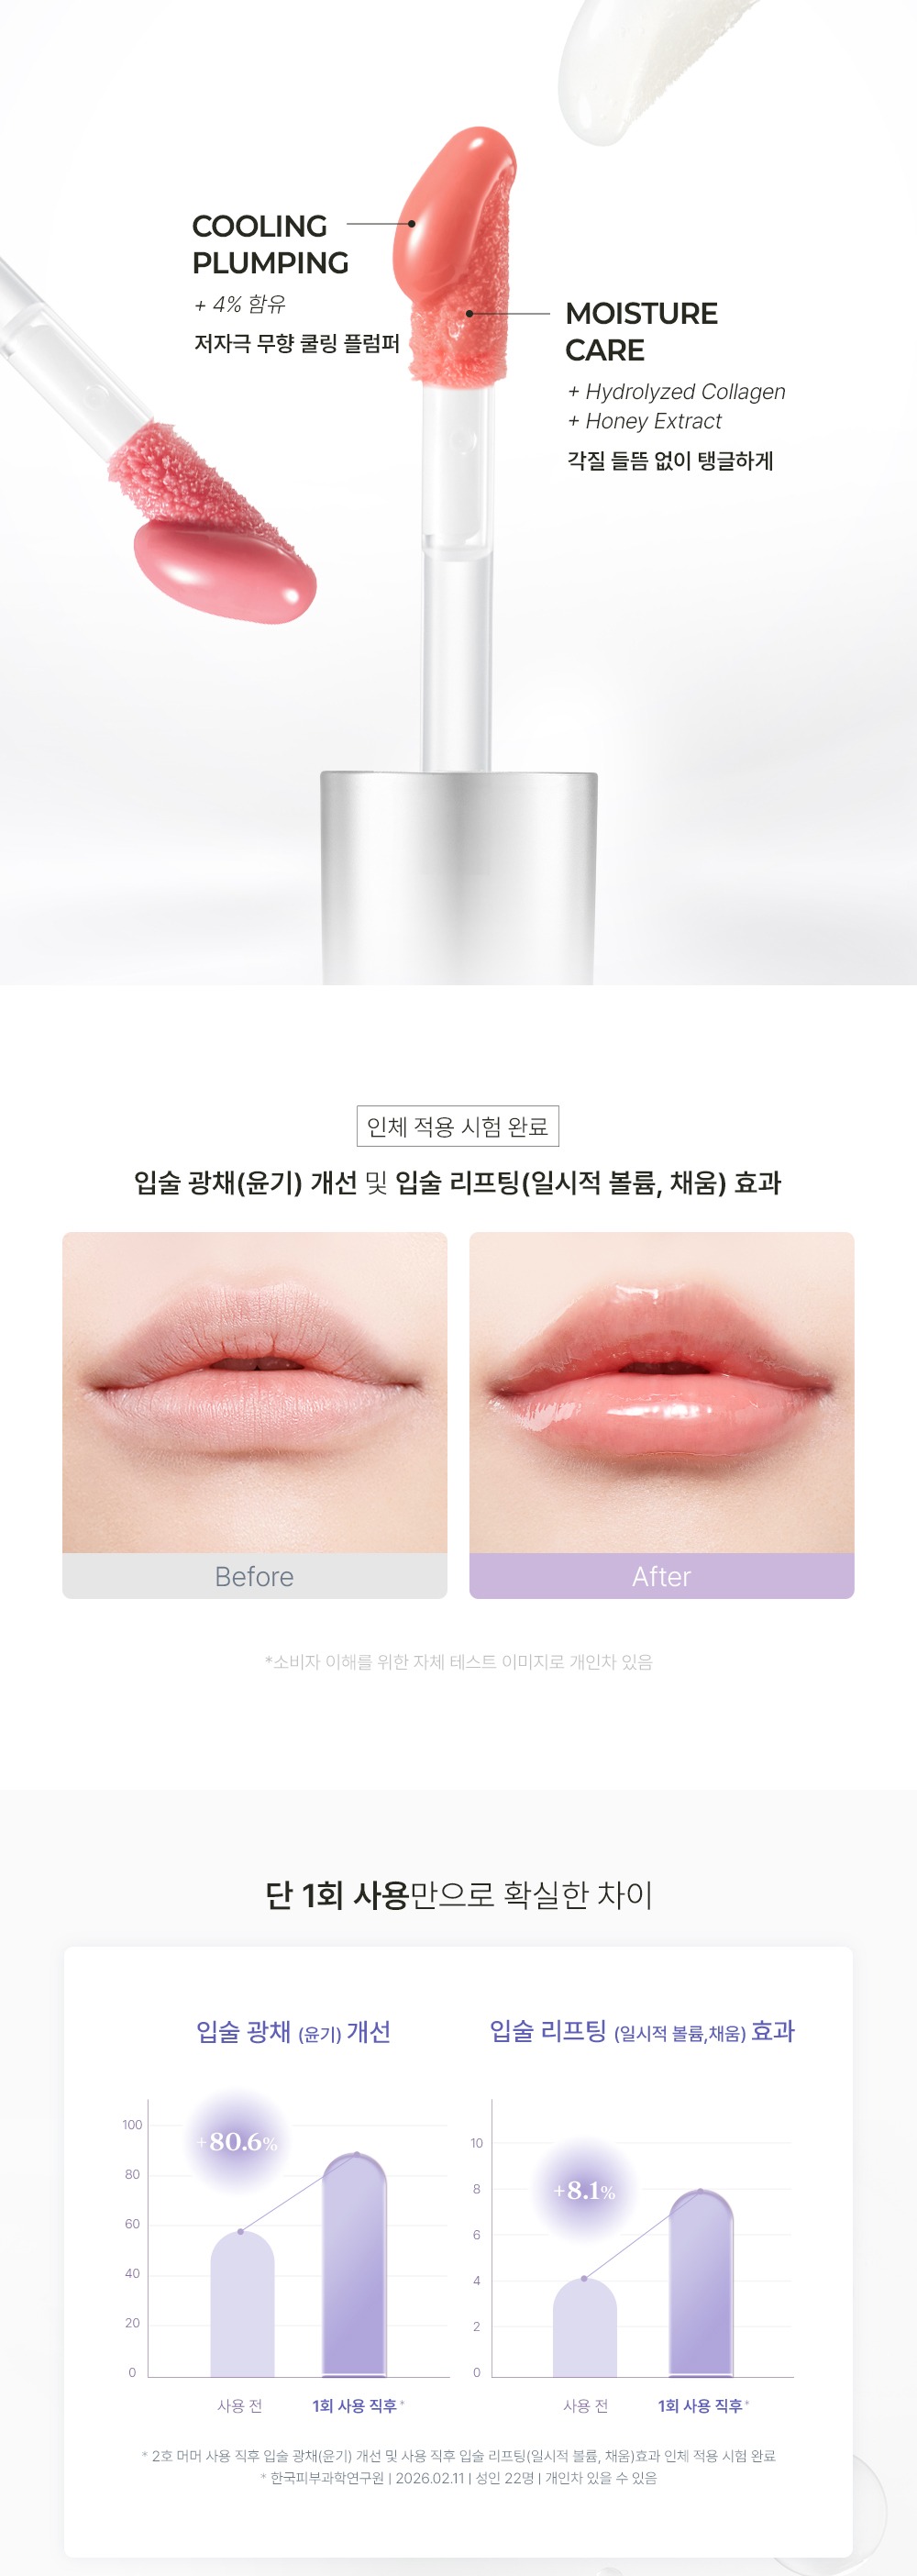 COOLING
PLUMPING
+ 4% 함유
저자극 무향 쿨링 플럼퍼
MOISTURE
CARE
+ Hydrolyzed Collagen
+ Honey Extract
각질 들뜸 없이 탱글하게
인체 적용 시험 완료
입술 광채(윤기) 개선 및 입술 리프팅(일시적 볼륨, 채움) 효과
Before
After
*소비자 이해를 위한 자체 테스트 이미지로 개인차 있음
단 1회 사용만으로 확실한 차이
입술 광채 (윤기) 개선
+80.6%
100
80
60
40
20
0
사용 전
1회 사용 직후*
입술 리프팅 (일시적 볼륨,채움) 효과
+8.1%
10
8
6
4
2
0
사용 전
1회 사용 직후*
* 2호 머머 사용 직후 입술 광채(윤기) 개선 및 사용 직후 입술 리프팅(일시적 볼륨, 채움)효과 인체 적용 시험 완료
* 한국피부과학연구원 | 2026.02.11 | 성인 22명 | 개인차 있을 수 있음